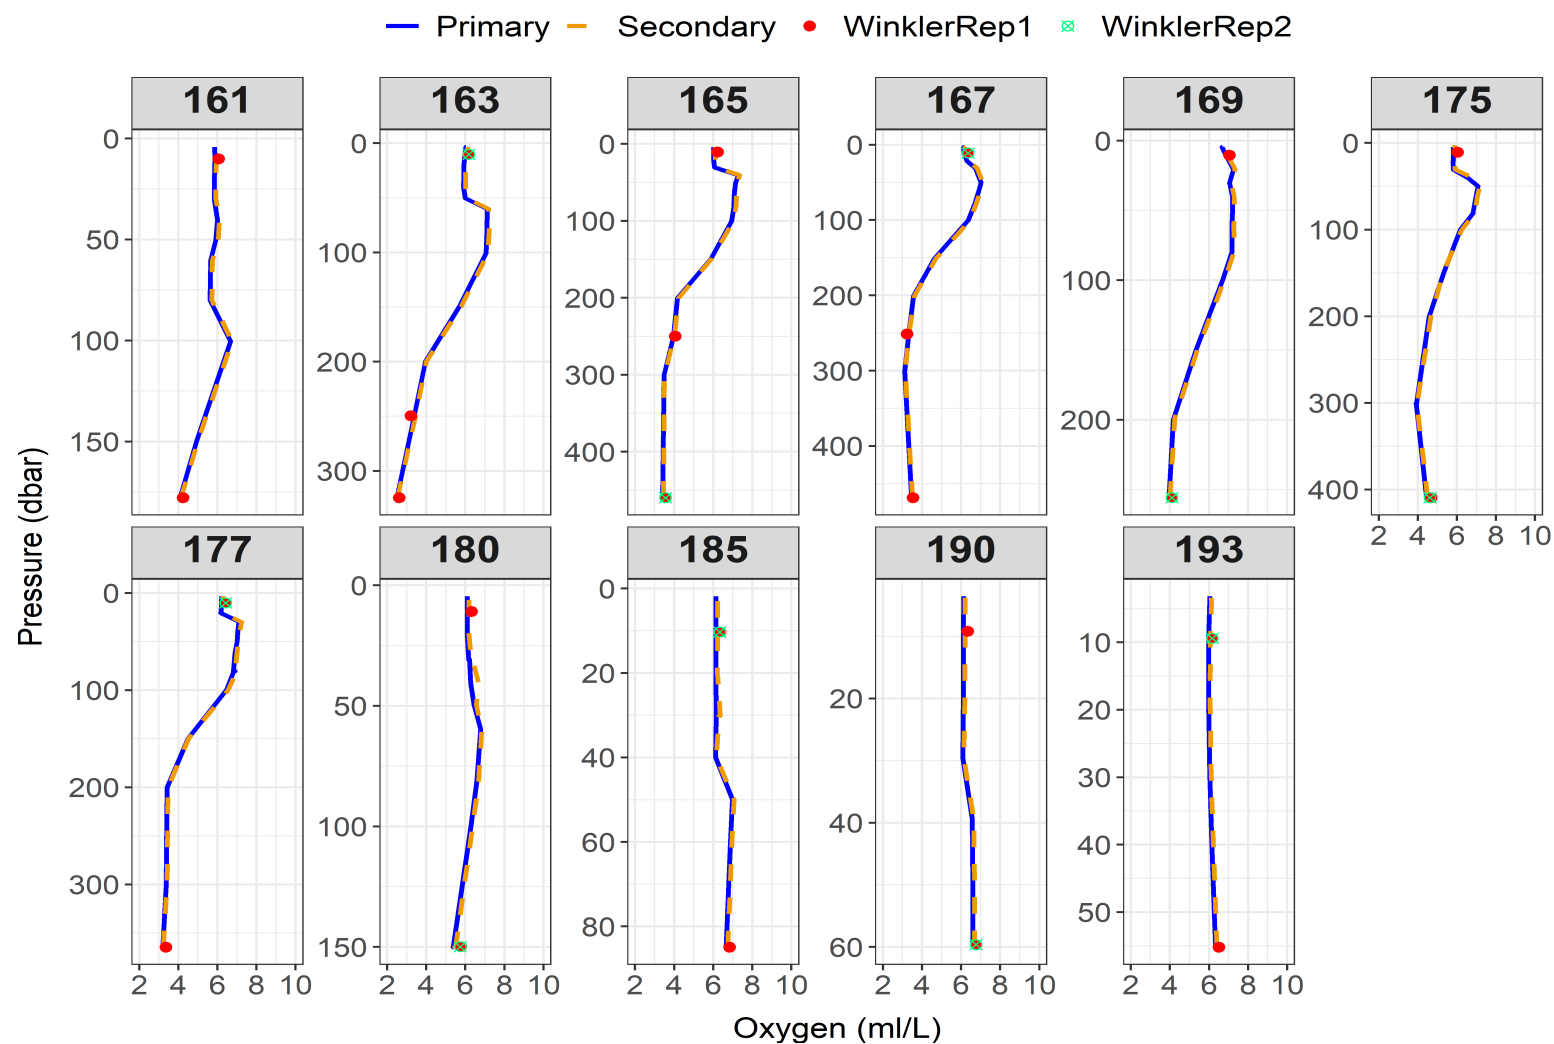 Primary Secondary WinklerRep1 WinklerRep2
161 163 165 167 169 175
0 50 100 150
0 100 200 300
0 100 200 300 400
0 100 200 300 400
0 100 200
0 100 200 300 400
2 4 6 8 10
177 180 185 190 193
0 100 200 300
0 50 100 150
0 20 40 60 80
20 40 60
10 20 30 40 50
2 4 6 8 10 2 4 6 8 10 2 4 6 8 10 2 4 6 8 10 2 4 6 8 10
Pressure (dbar)
Oxygen (ml/L)